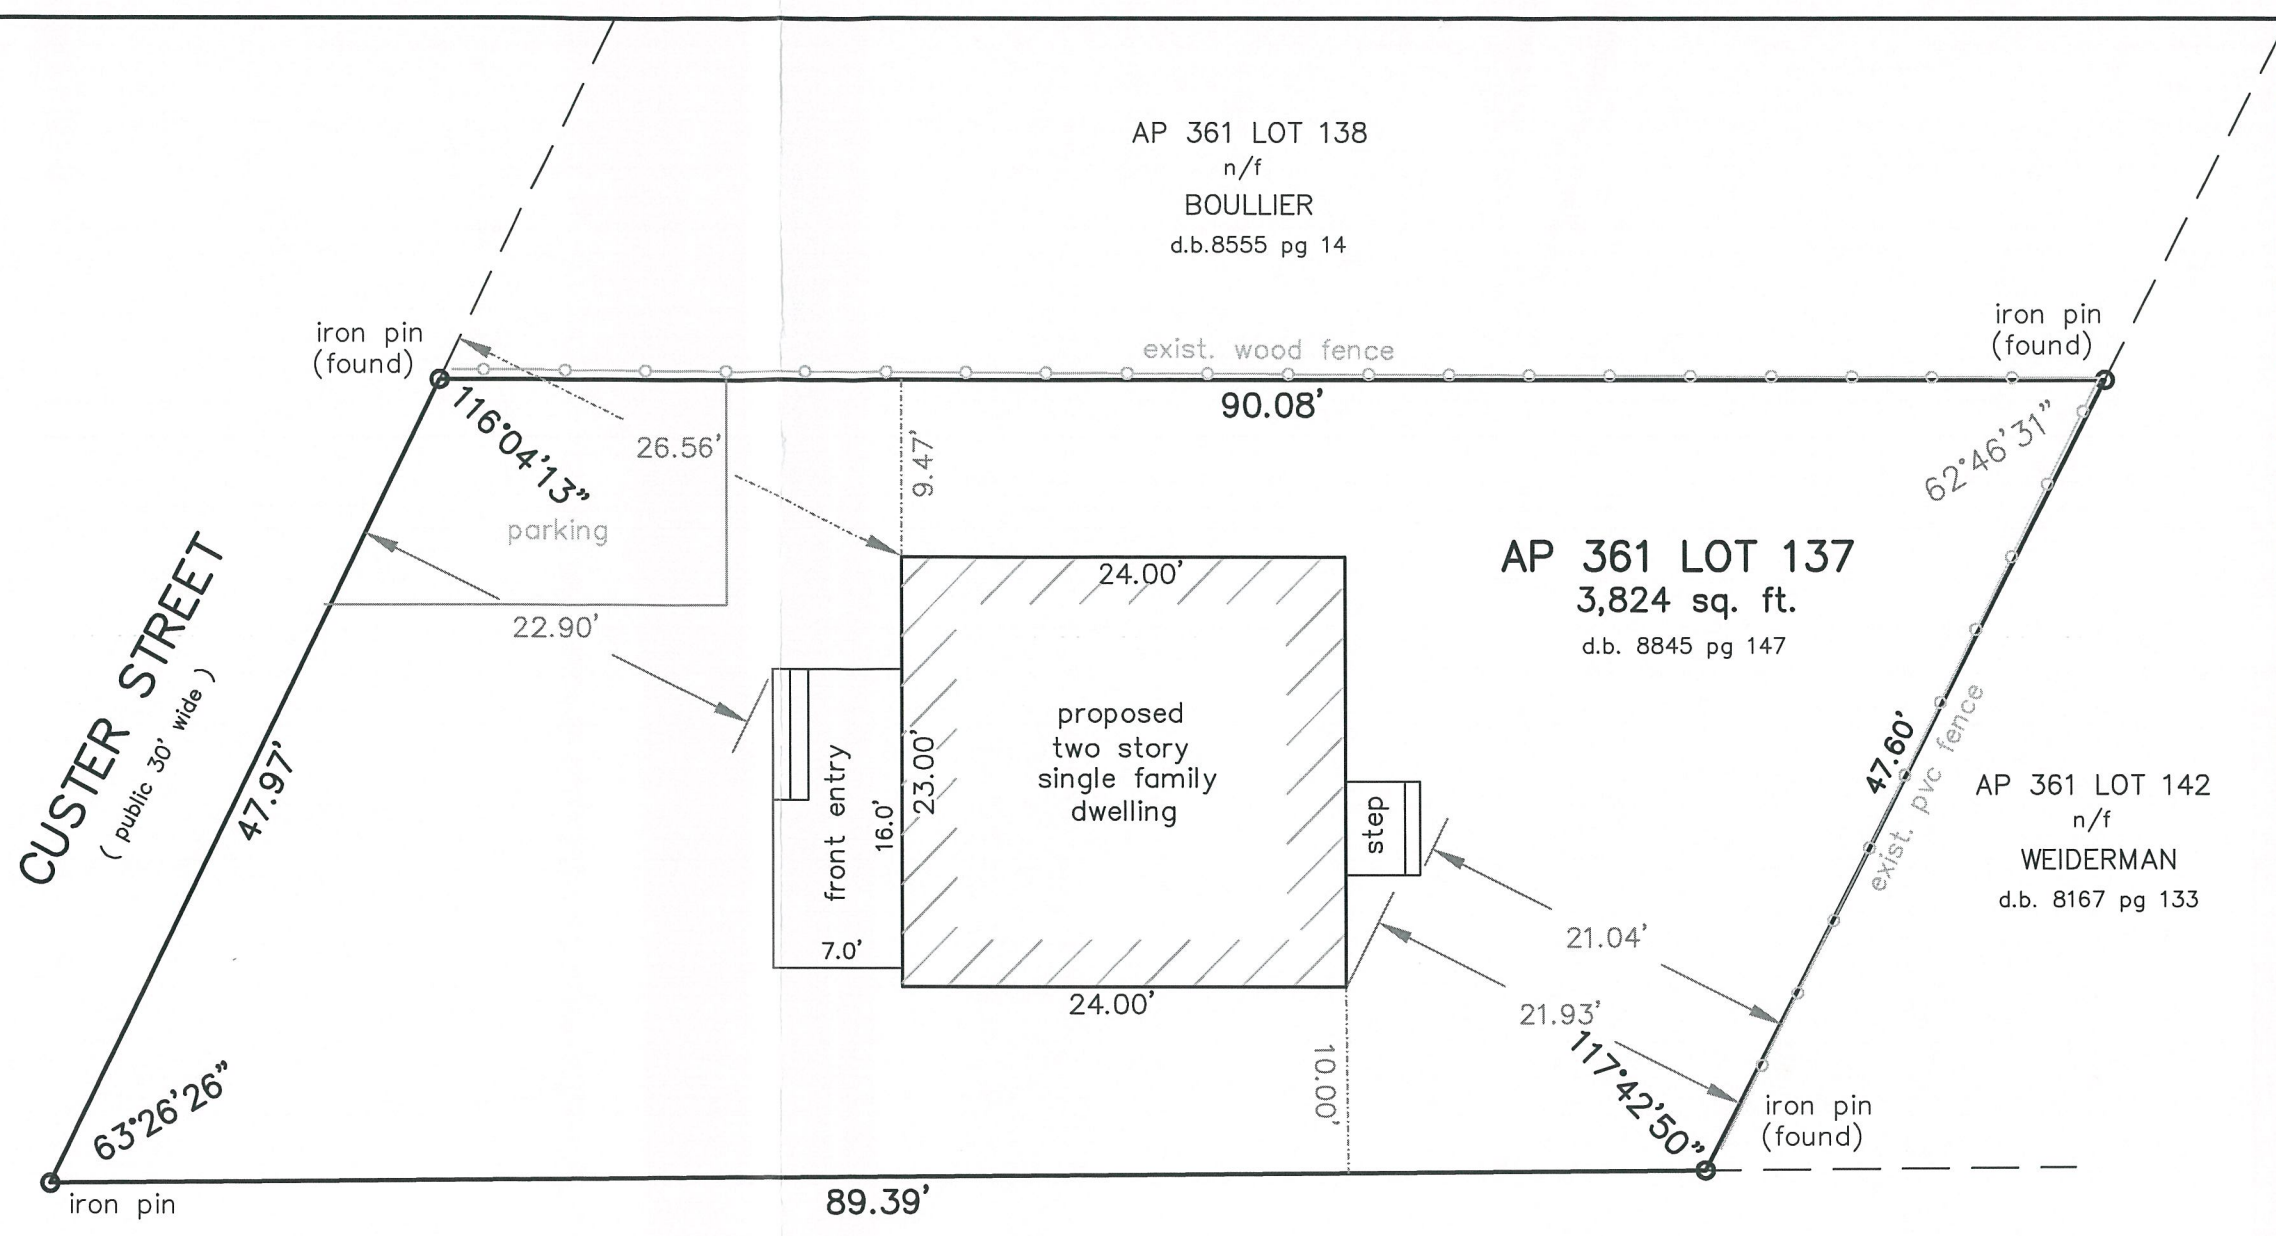 AP 361 LOT 138
n/f
BOULLIER
d.b.8555 pg 14
iron pin
(found)
iron pin
(found)
exist. wood fence
90.08’
116°04’13”
26.56’
9.47’
62°46’31”
parking
24.00’
AP 361 LOT 137
3,824 sq. ft.
d.b. 8845 pg 147
CUSTER STREET
( public 30’ wide )
47.97’
22.90’
front entry
16.0’
23.00’
7.0’
proposed
two story
single family
dwelling
step
47.60’
exist. pvc fence
AP 361 LOT 142
n/f
WEIDERMAN
d.b. 8167 pg 133
21.04’
21.93’
24.00’
10.00’
117°42’50”
iron pin
(found)
63°26’26”
iron pin
89.39’